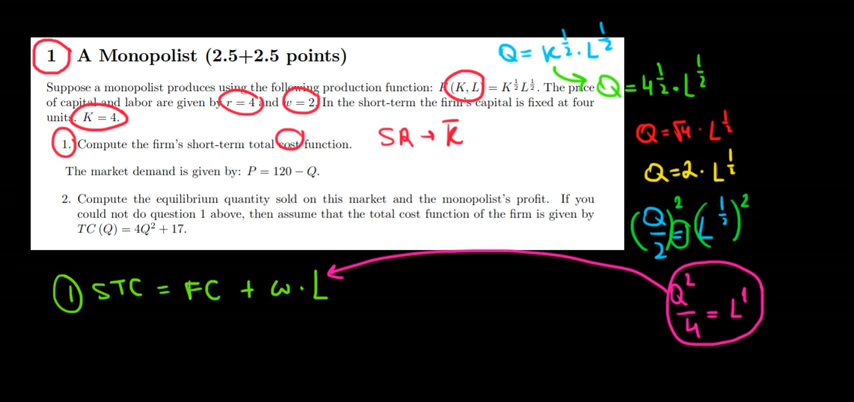 1 A Monopolist (2.5+2.5 points)
Suppose a monopolist produces using the following production function: (K, L) = K^{1/2}L^{1/2}. The price
of capital and labor are given by r = 4 and = 2. In the short-term the firm's capital is fixed at four
units. K = 4.
1. Compute the firm's short-term total cost function.
The market demand is given by: P = 120 − Q.
2. Compute the equilibrium quantity sold on this market and the monopolist's profit. If you
could not do question 1 above, then assume that the total cost function of the firm is given by
TC (Q) = 4Q² + 17.
Q = K^{1/2} · L^{1/2}
Q = 4^{1/2} · L^{1/2}
SR → K̅
Q = √4 · L^{1/2}
Q = 2 · L^{1/2}
(Q/2)² = (L^{1/2})²
Q²/4 = L¹
① STC = FC + ω · L